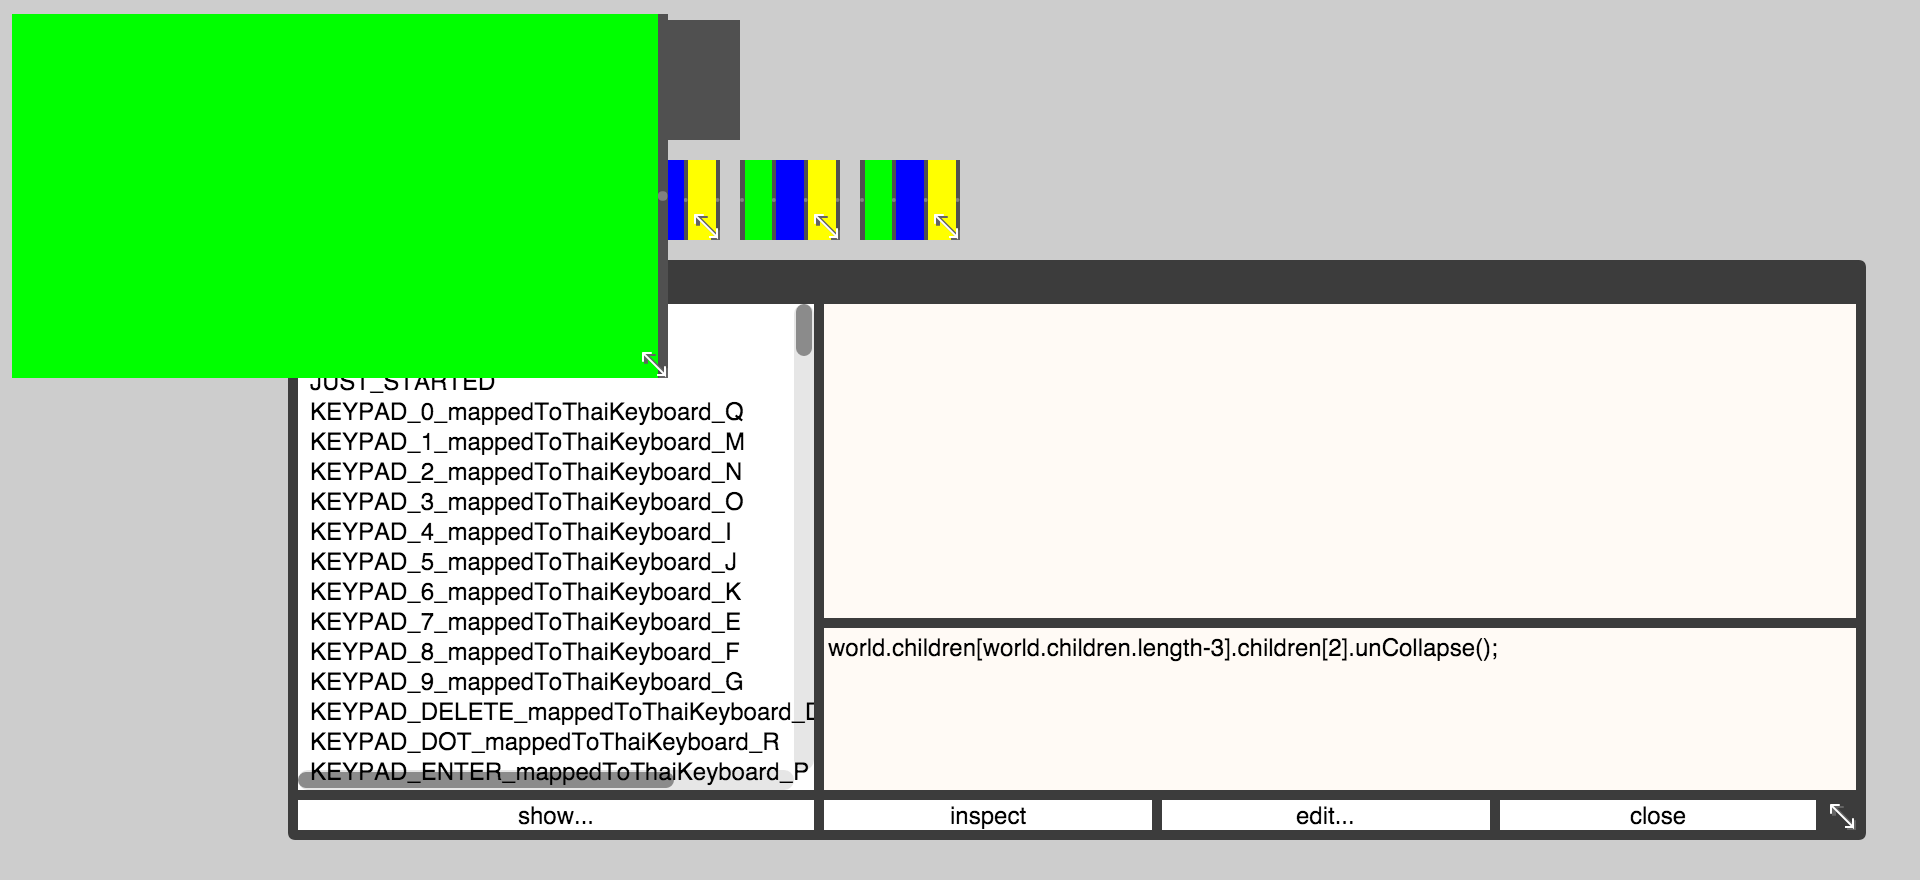 JUST_STARTED
KEYPAD_0_mappedToThaiKeyboard_Q
KEYPAD_1_mappedToThaiKeyboard_M
KEYPAD_2_mappedToThaiKeyboard_N
KEYPAD_3_mappedToThaiKeyboard_O
KEYPAD_4_mappedToThaiKeyboard_I
KEYPAD_5_mappedToThaiKeyboard_J
KEYPAD_6_mappedToThaiKeyboard_K
KEYPAD_7_mappedToThaiKeyboard_E
KEYPAD_8_mappedToThaiKeyboard_F
KEYPAD_9_mappedToThaiKeyboard_G
KEYPAD_DELETE_mappedToThaiKeyboard_
KEYPAD_DOT_mappedToThaiKeyboard_R
KEYPAD_ENTER_mappedToThaiKeyboard_P
world.children[world.children.length-3].children[2].unCollapse();
show...
inspect
edit...
close